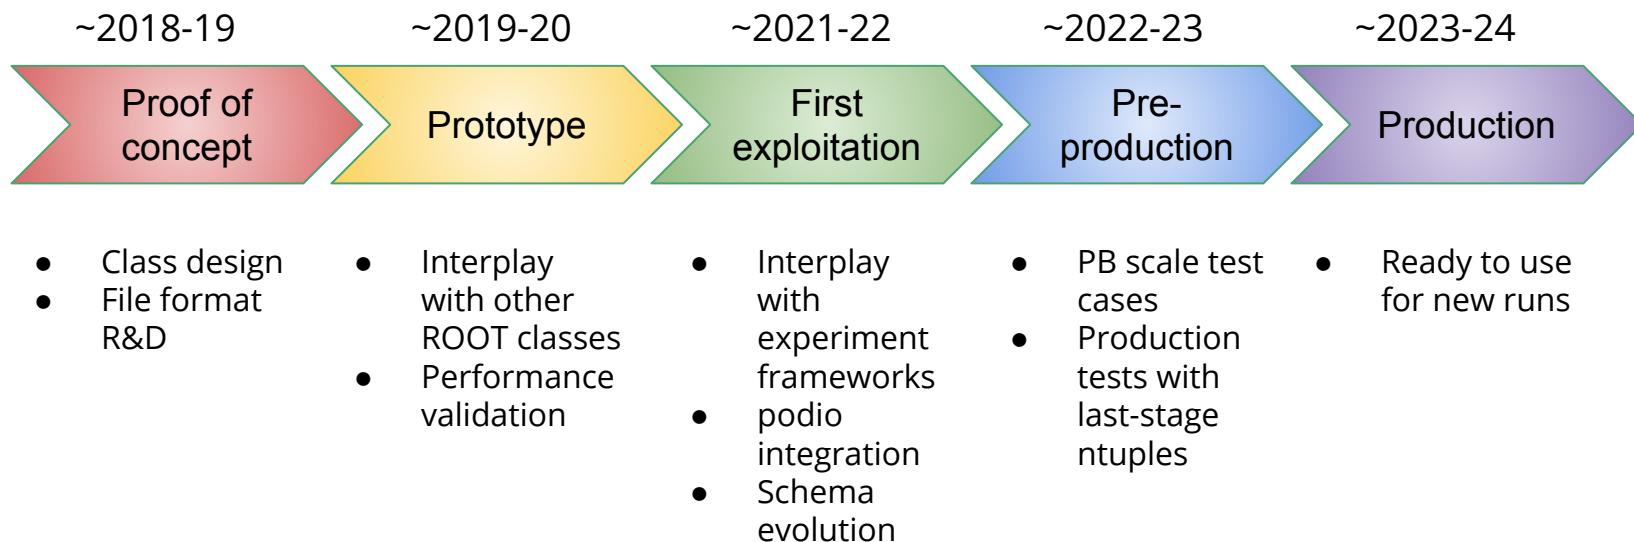 ~2018-19
~2019-20
~2021-22
~2022-23
~2023-24
Proof of
concept
Prototype
First
exploitation
Pre-
production
Production
● Class design
● File format
R&D
● Interplay
with other
ROOT classes
● Performance
validation
● Interplay
with
experiment
frameworks
● podio
integration
● Schema
evolution
● PB scale test
cases
● Production
tests with
last-stage
ntuples
● Ready to use
for new runs